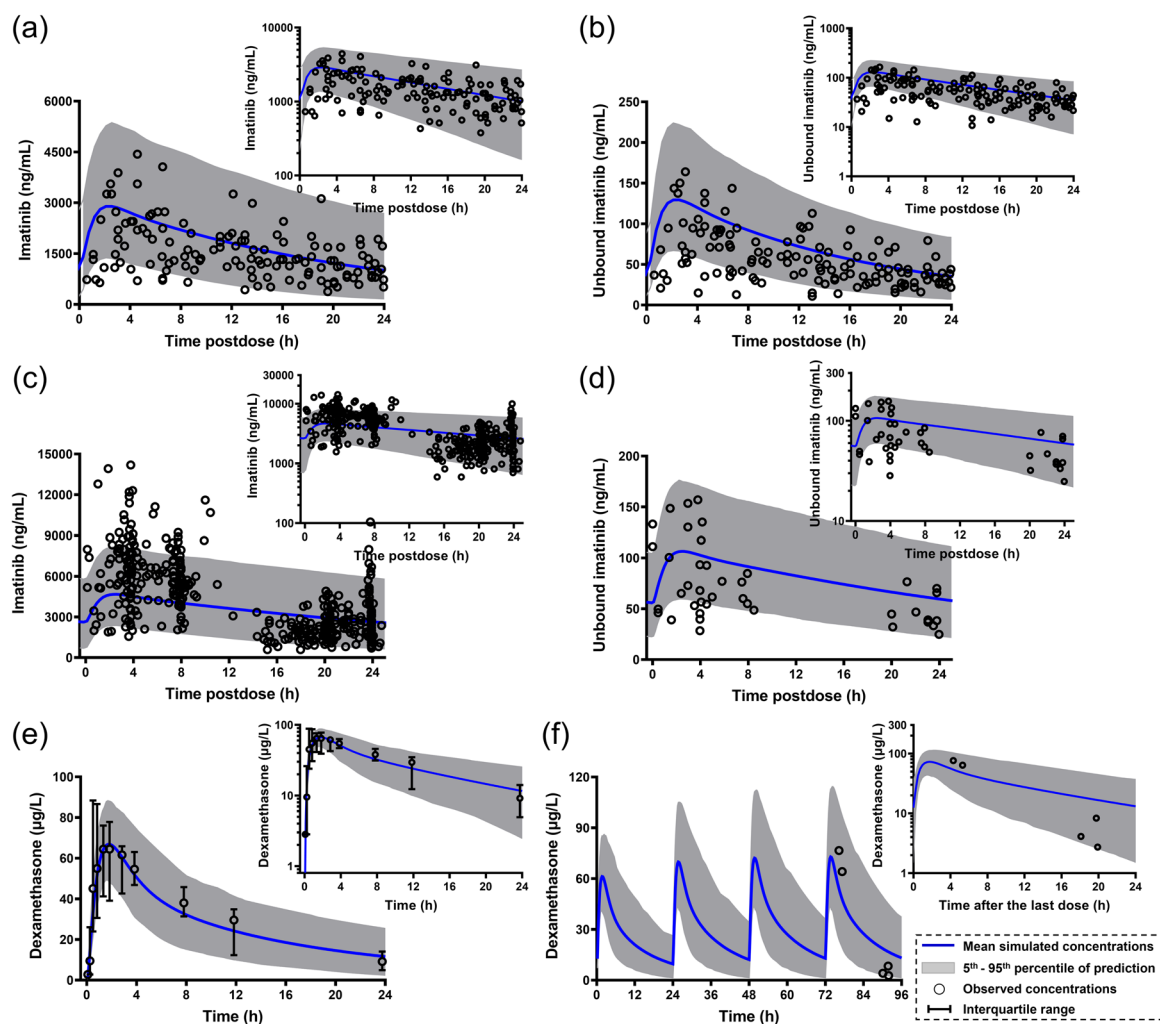 (a)
Imatinib (ng/mL)
6000
4500
3000
1500
0
0 4 8 12 16 20 24
Time postdose (h)
Imatinib (ng/mL)
10000
1000
100
0 4 8 12 16 20 24
Time postdose (h)
(b)
Unbound imatinib (ng/mL)
250
200
150
100
50
0
0 4 8 12 16 20 24
Time postdose (h)
Unbound imatinib (ng/mL)
1000
100
10
1
0 4 8 12 16 20 24
Time postdose (h)
(c)
Imatinib (ng/mL)
15000
12000
9000
6000
3000
0
0 4 8 12 16 20 24
Time postdose (h)
Imatinib (ng/mL)
30000
10000
1000
100
0 4 8 12 16 20 24
Time postdose (h)
(d)
Unbound imatinib (ng/mL)
200
150
100
50
0
0 4 8 12 16 20 24
Time postdose (h)
Unbound imatinib (ng/mL)
300
100
10
0 4 8 12 16 20 24
Time postdose (h)
(e)
Dexamethasone (µg/L)
100
80
60
40
20
0
0 4 8 12 16 20 24
Time (h)
Dexamethasone (µg/L)
100
10
1
0 4 8 12 16 20 24
Time (h)
(f)
Dexamethasone (µg/L)
120
90
60
30
0
0 12 24 36 48 60 72 84 96
Time (h)
Dexamethasone (µg/L)
300
100
10
1
0 4 8 12 16 20 24
Time after the last dose (h)
Mean simulated concentrations
5th - 95th percentile of prediction
Observed concentrations
Interquartile range